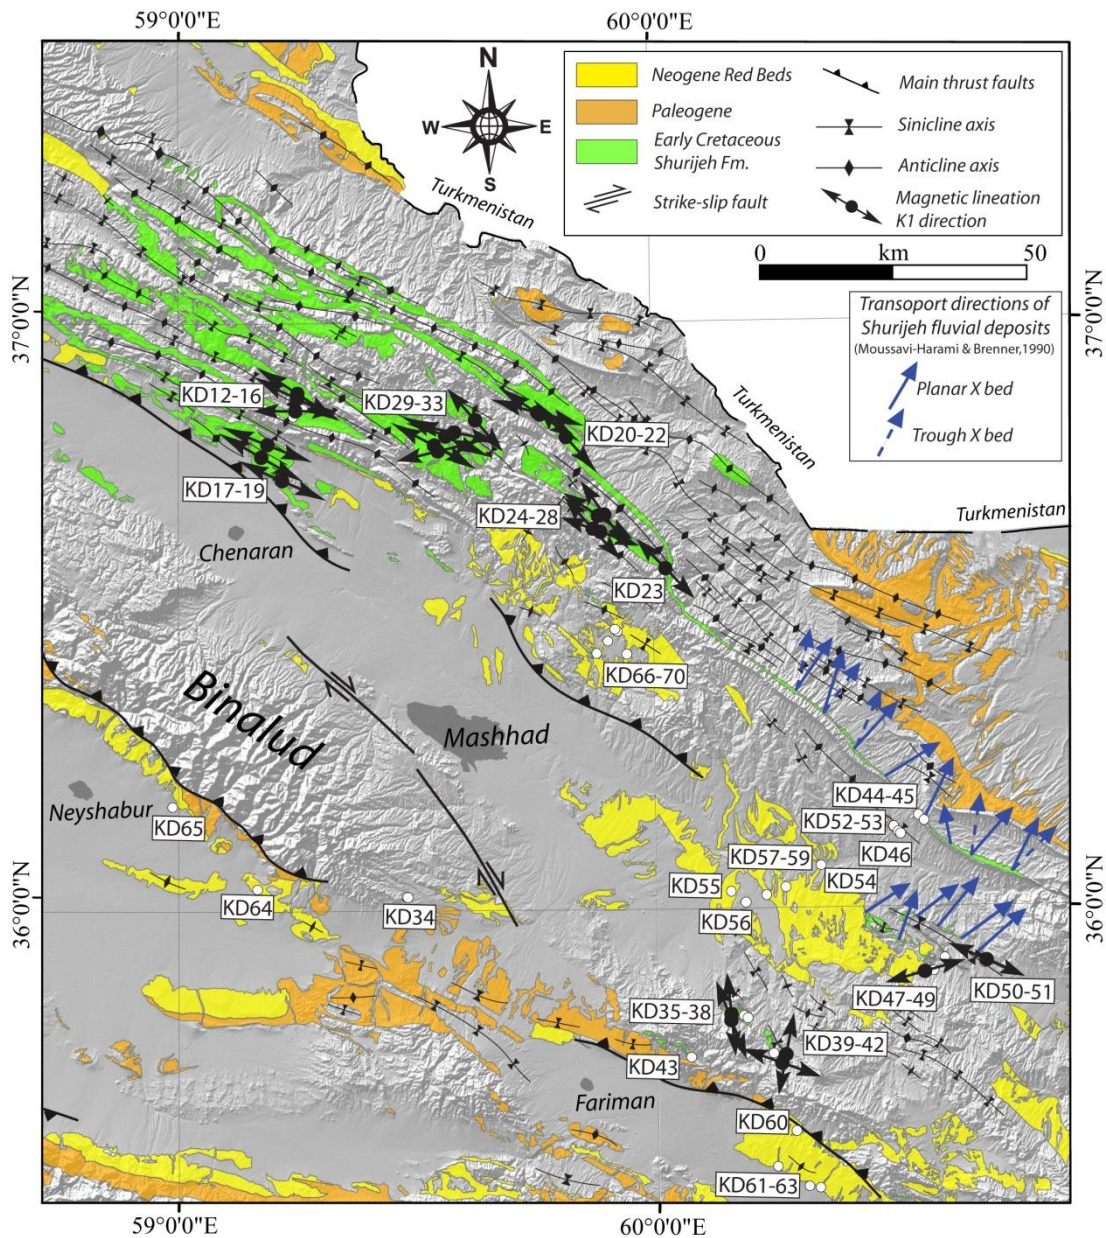 59°0'0"E
60°0'0"E
N
W
E
S
Neogene Red Beds
Paleogene
Early Cretaceous
Shurijeh Fm.
Strike-slip fault
Main thrust faults
Sinicline axis
Anticline axis
Magnetic lineation
K1 direction
Turkmenistan
0 km 50
37°0'0"N
37°0'0"N
Transoport directions of
Shurijeh fluvial deposits
(Moussavi-Harami & Brenner,1990)
Planar X bed
Trough X bed
KD12-16
KD29-33
KD20-22
Turkmenistan
KD17-19
KD24-28
Turkmenistan
Chenaran
KD23
KD66-70
Binalud
Mashhad
Neyshabur
KD65
KD44-45
KD52-53
KD46
KD57-59
KD54
KD55
KD56
KD64
KD34
36°0'0"N
36°0'0"N
KD47-49
KD50-51
KD35-38
KD39-42
KD43
Fariman
KD60
KD61-63
59°0'0"E
60°0'0"E